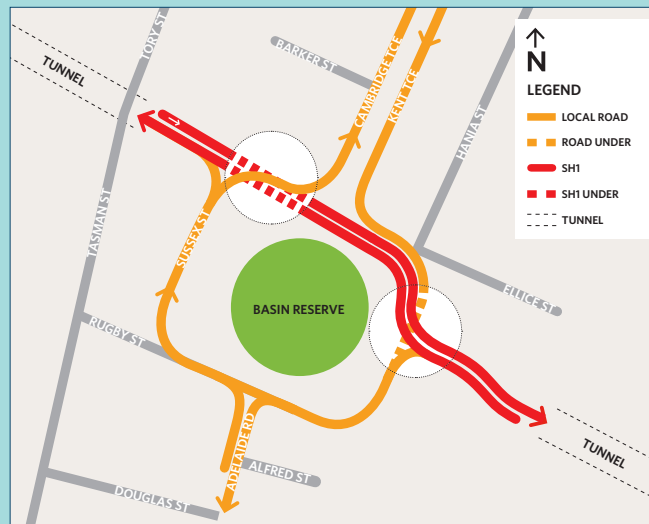 TUNNEL
TORY ST
BARKER ST
CAMBRIDGE TCE
KENT TCE
HANIA ST
N
LEGEND
LOCAL ROAD
ROAD UNDER
SH1
SH1 UNDER
TUNNEL
TASMAN ST
SUSSEX ST
ELLICE ST
BASIN RESERVE
RUGBY ST
ADELAIDE RD
ALFRED ST
DOUGLAS ST
TUNNEL